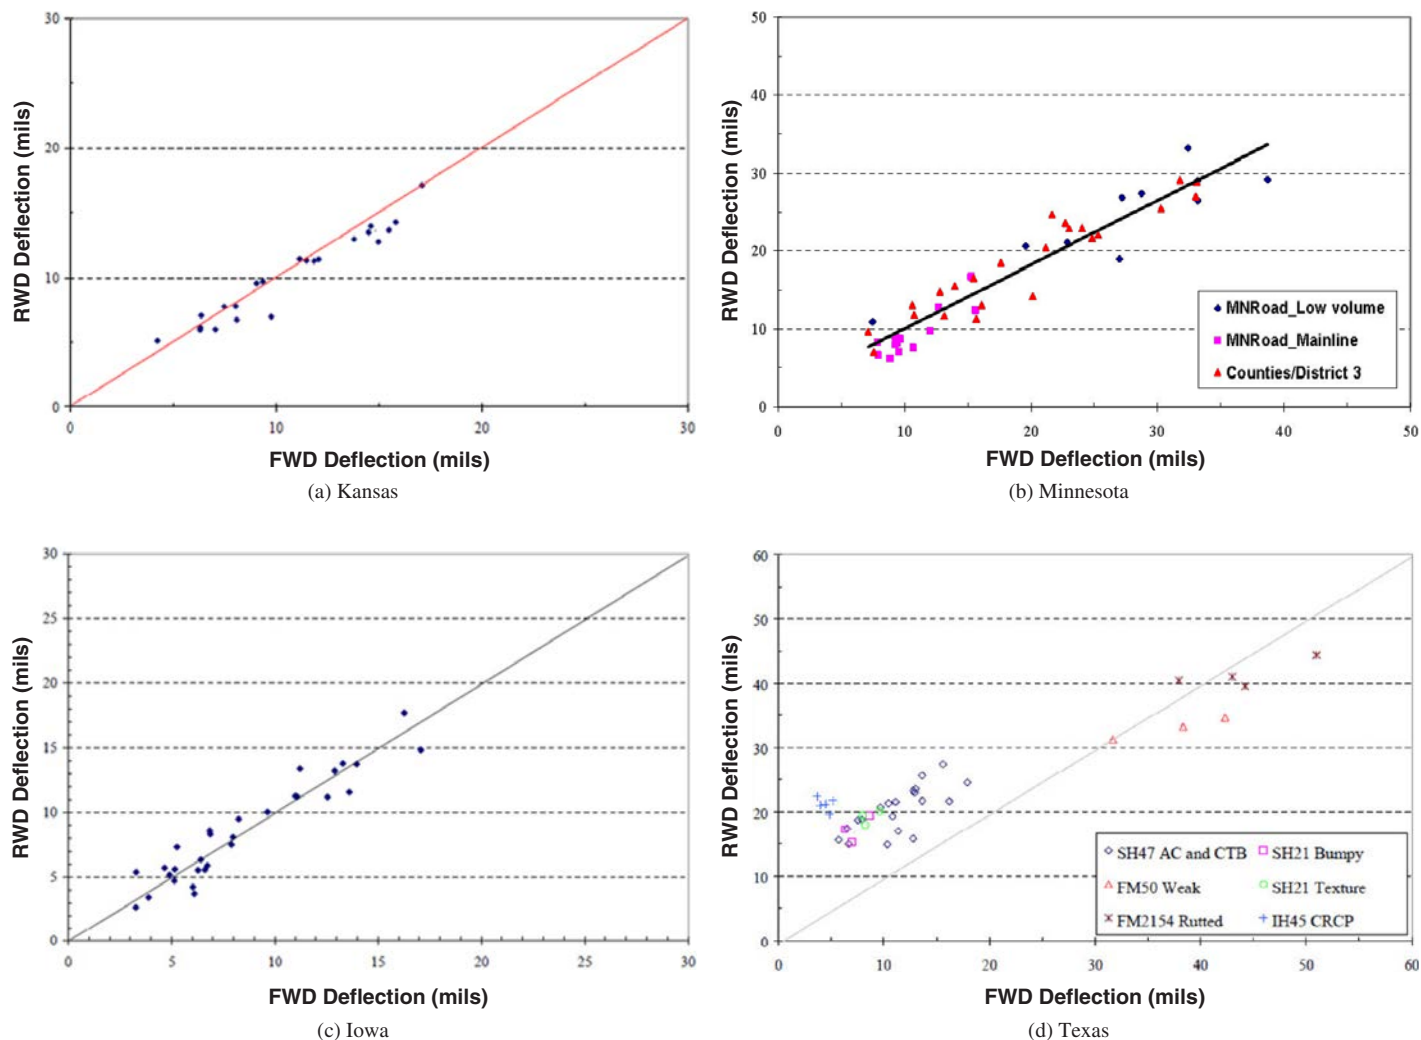 30
20
10
0
0
10
20
30
RWD Deflection (mils)
FWD Deflection (mils)
(a) Kansas
50
40
30
20
10
0
0
10
20
30
40
50
RWD Deflection (mils)
MNRoad_Low volume
MNRoad_Mainline
Counties/District 3
FWD Deflection (mils)
(b) Minnesota
30
25
20
15
10
5
0
0
5
10
15
20
25
30
RWD Deflection (mils)
FWD Deflection (mils)
(c) Iowa
60
50
40
30
20
10
0
0
10
20
30
40
50
60
RWD Deflection (mils)
SH47 AC and CTB SH21 Bumpy
FM50 Weak SH21 Texture
FM2154 Rutted IH45 CRCP
FWD Deflection (mils)
(d) Texas